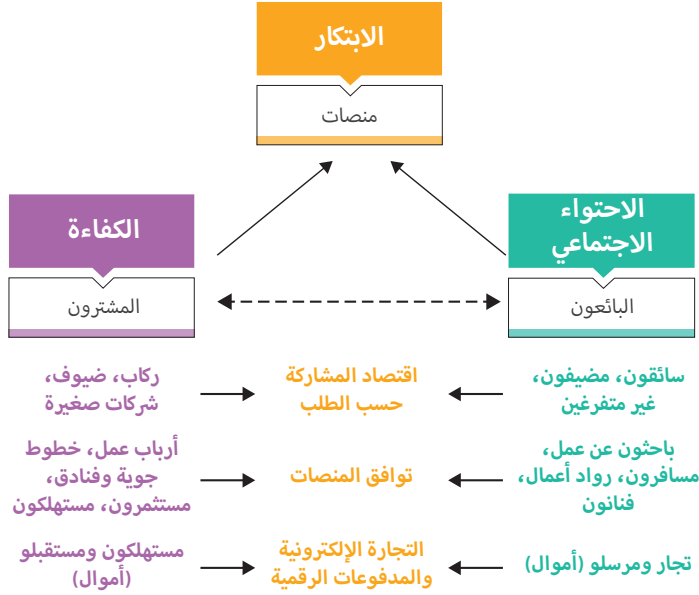 الابتكار
منصات
الاحتواء
الاجتماعي
البائعون
الكفاءة
المشترون
سائقون، مضيفون،
غير متفرغين
اقتصاد المشاركة
حسب الطلب
ركاب، ضيوف،
شركات صغيرة
باحثون عن عمل،
مسافرون، رواد أعمال،
فنانون
توافق المنصات
أرباب عمل، خطوط
جوية وفنادق،
مستثمرون، مستهلكون
تجار ومرسلو (أموال)
التجارة الإلكترونية
والمدفوعات الرقمية
مستهلكون ومستقبلو
(أموال)